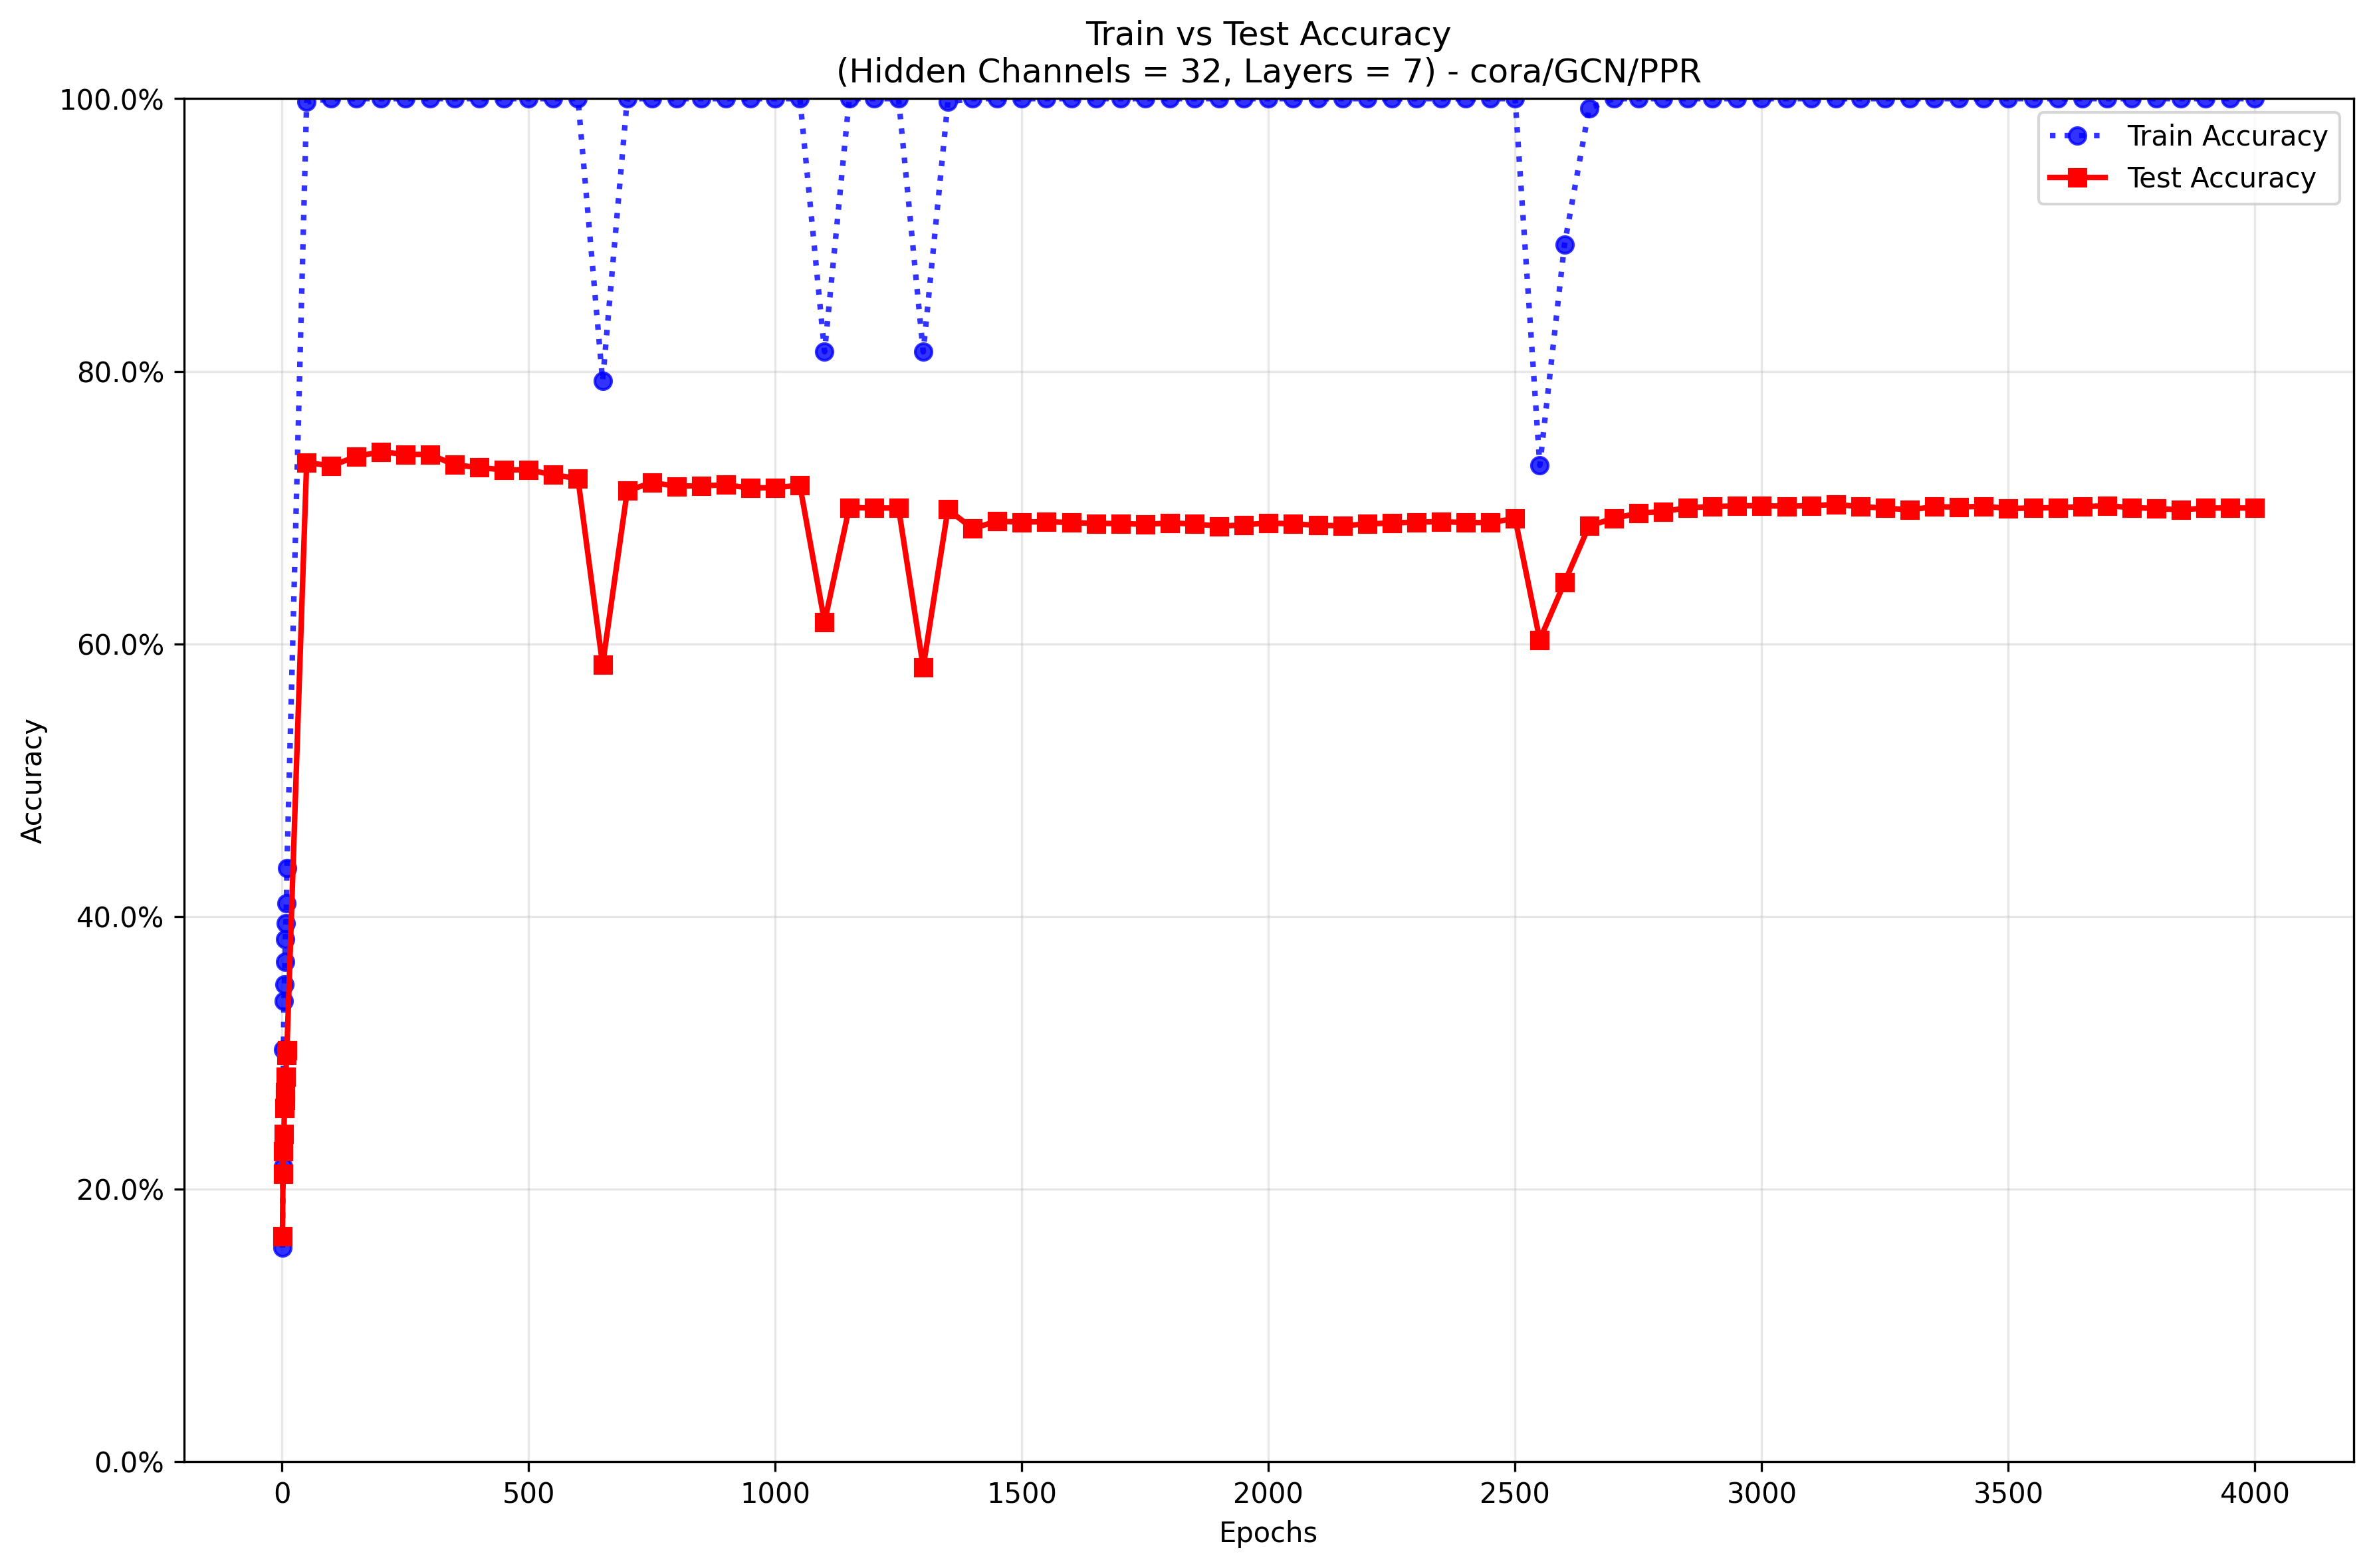 Train vs Test Accuracy
(Hidden Channels = 32, Layers = 7) - cora/GCN/PPR
100.0%
80.0%
60.0%
40.0%
20.0%
0.0%
Accuracy
Train Accuracy
Test Accuracy
0 500 1000 1500 2000 2500 3000 3500 4000
Epochs